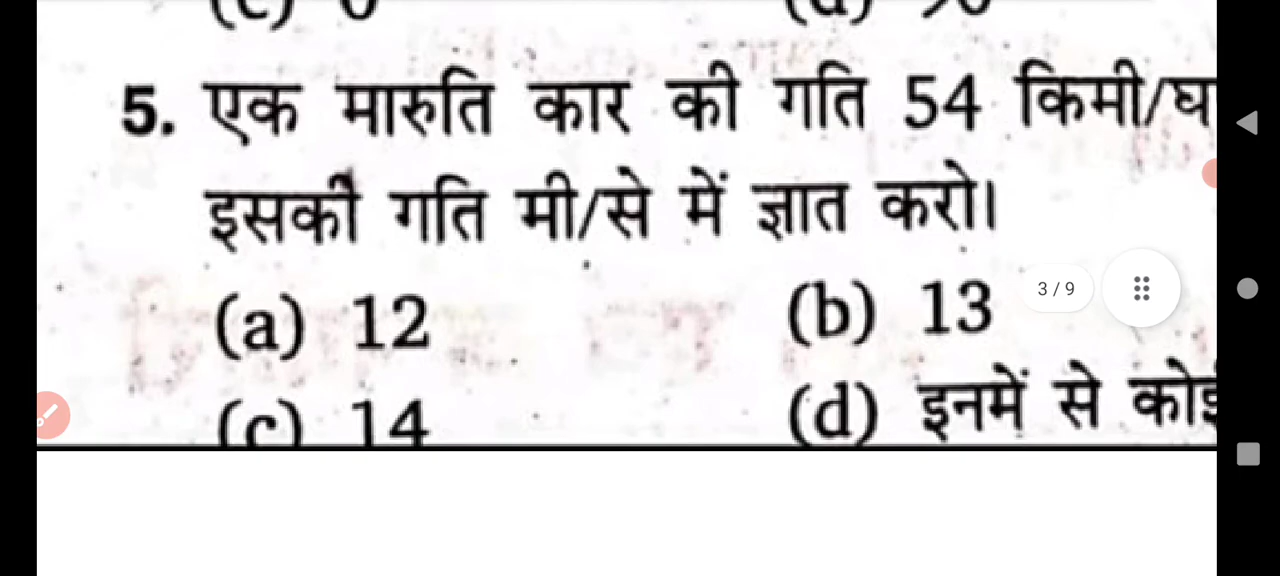 5. एक मारुति कार की गति 54 किमी/घ
इसकी गति मी/से में ज्ञात करो।
(a) 12 (b) 13
3 / 9
(c) 14 (d) इनमें से कोई